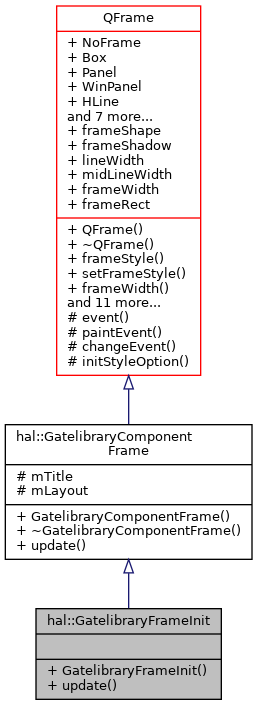 QFrame
+ NoFrame
+ Box
+ Panel
+ WinPanel
+ HLine
and 7 more...
+ frameShape
+ frameShadow
+ lineWidth
+ midLineWidth
+ frameWidth
+ frameRect
+ QFrame()
+ ~QFrame()
+ frameStyle()
+ setFrameStyle()
+ frameWidth()
and 11 more...
# event()
# paintEvent()
# changeEvent()
# initStyleOption()
hal::GatelibraryComponent
Frame
# mTitle
# mLayout
+ GatelibraryComponentFrame()
+ ~GatelibraryComponentFrame()
+ update()
hal::GatelibraryFrameInit
+ GatelibraryFrameInit()
+ update()